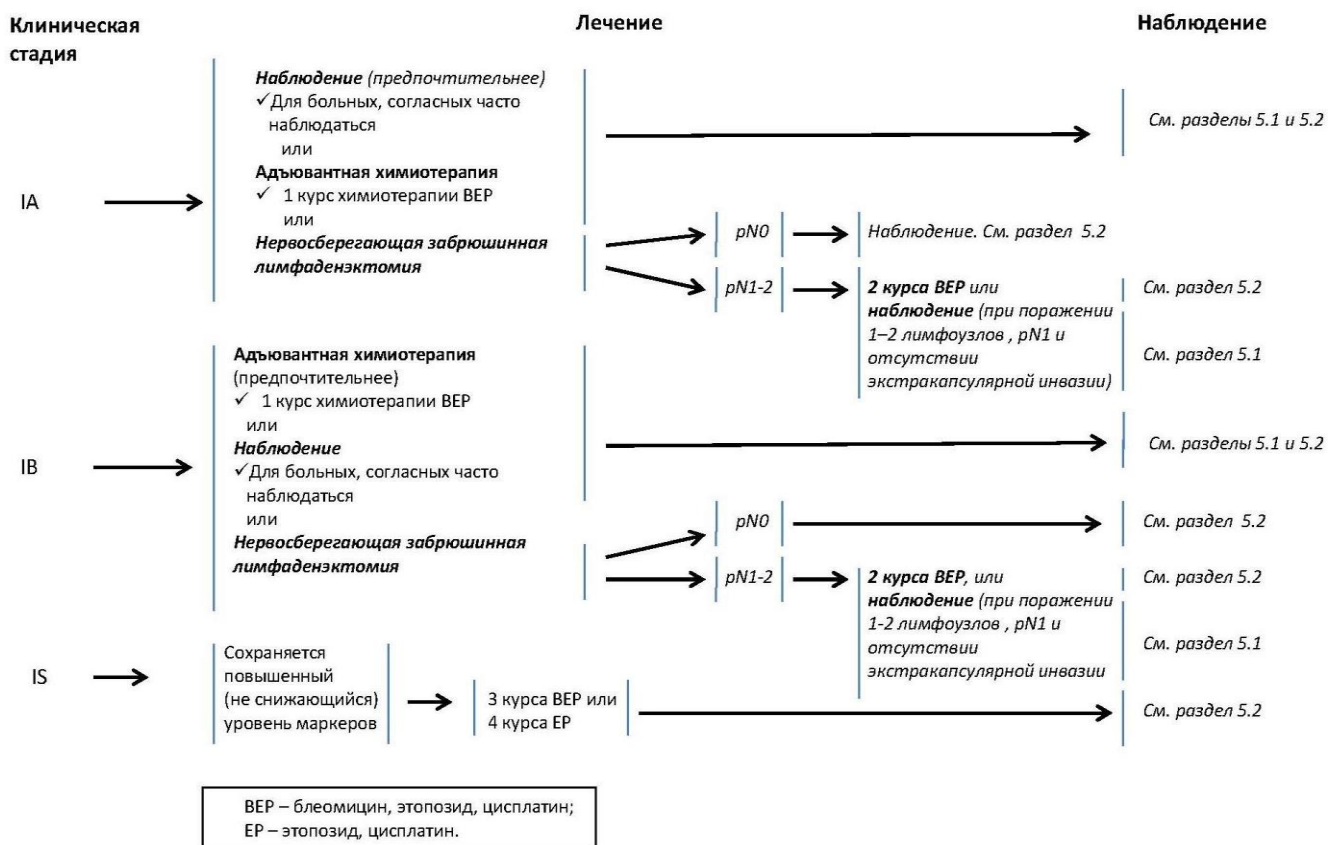 Клиническая
стадия
Лечение
Наблюдение
IA
Наблюдение (предпочтительнее)
✓Для больных, согласных часто
наблюдаться
или
Адъювантная химиотерапия
✓ 1 курс химиотерапии BEP
или
Нервосберегающая забрюшинная
лимфаденэктомия
См. разделы 5.1 и 5.2
pN0
Наблюдение. См. раздел 5.2
pN1-2
2 курса BEP или
наблюдение (при поражении
1–2 лимфоузлов , pN1 и
отсутствии
экстракапсулярной инвазии)
См. раздел 5.2
См. раздел 5.1
IB
Адъювантная химиотерапия
(предпочтительнее)
✓ 1 курс химиотерапии BEP
или
Наблюдение
✓Для больных, согласных часто
наблюдаться
или
Нервосберегающая забрюшинная
лимфаденэктомия
См. разделы 5.1 и 5.2
pN0
См. раздел 5.2
pN1-2
2 курса BEP, или
наблюдение (при поражении
1-2 лимфоузлов , pN1 и
отсутствии
экстракапсулярной инвазии
См. раздел 5.2
См. раздел 5.1
IS
Сохраняется
повышенный
(не снижающийся)
уровень маркеров
3 курса BEP или
4 курса EP
См. раздел 5.2
BEP – блеомицин, этопозид, цисплатин;
EP – этопозид, цисплатин.